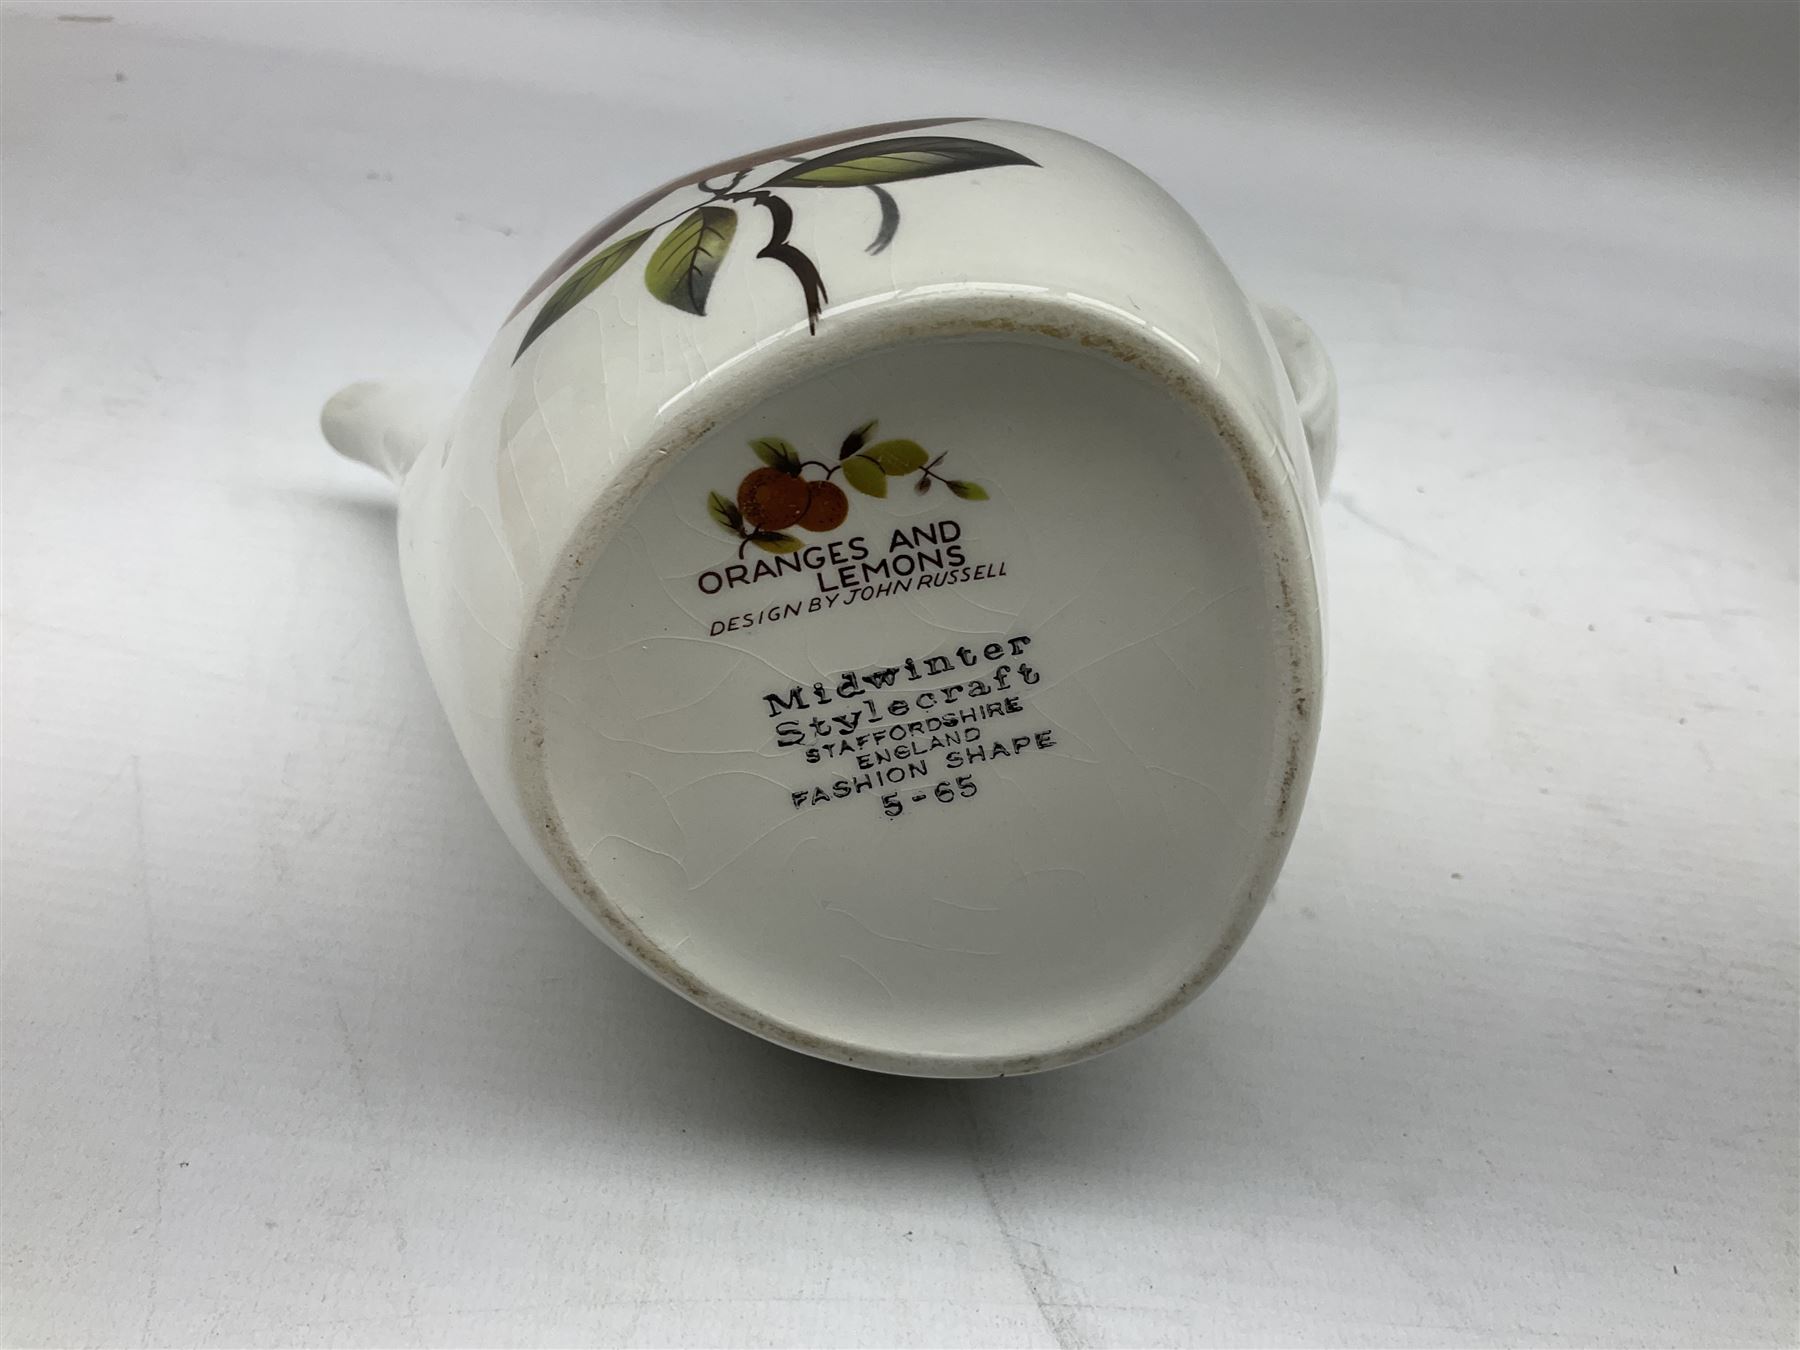 ORANGES AND
LEMONS
DESIGN BY JOHN RUSSELL
Midwinter
Stylecraft
STAFFORDSHIRE
ENGLAND
FASHION SHAPE
5-65